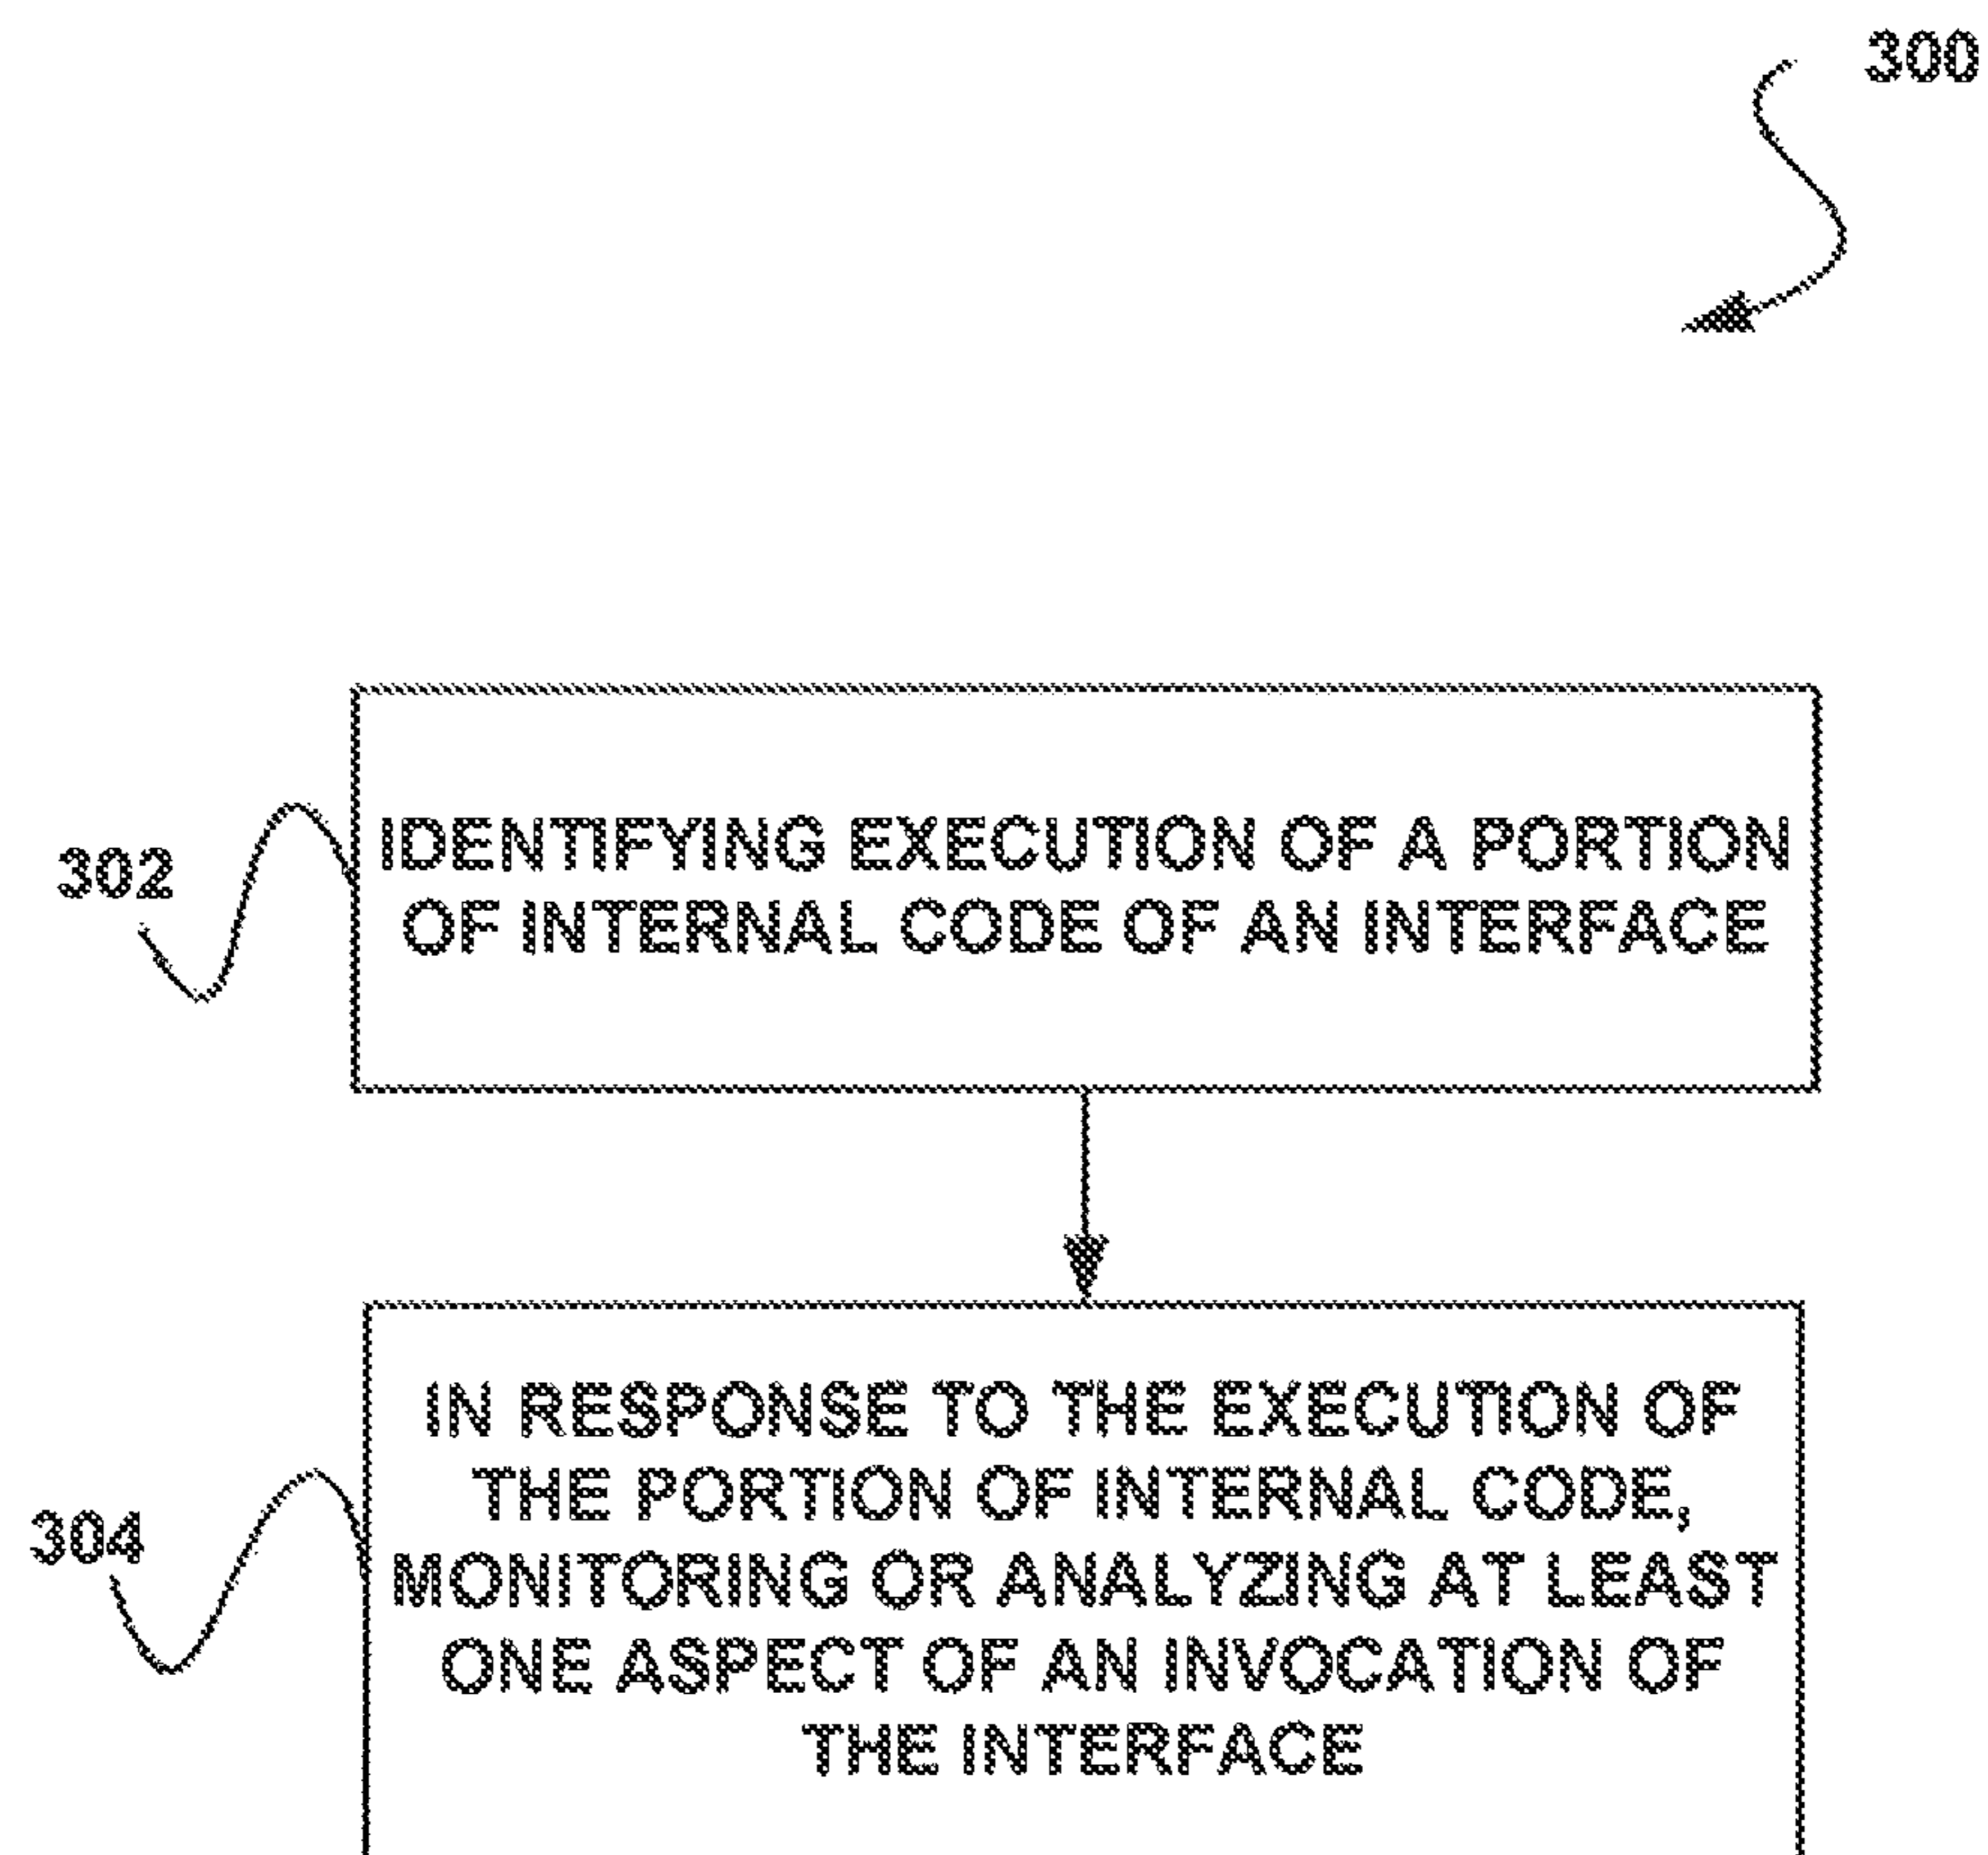 300
302
IDENTIFYING EXECUTION OF A PORTION
OF INTERNAL CODE OF AN INTERFACE
304
IN RESPONSE TO THE EXECUTION OF
THE PORTION OF INTERNAL CODE,
MONITORING OR ANALYZING AT LEAST
ONE ASPECT OF AN INVOCATION OF
THE INTERFACE